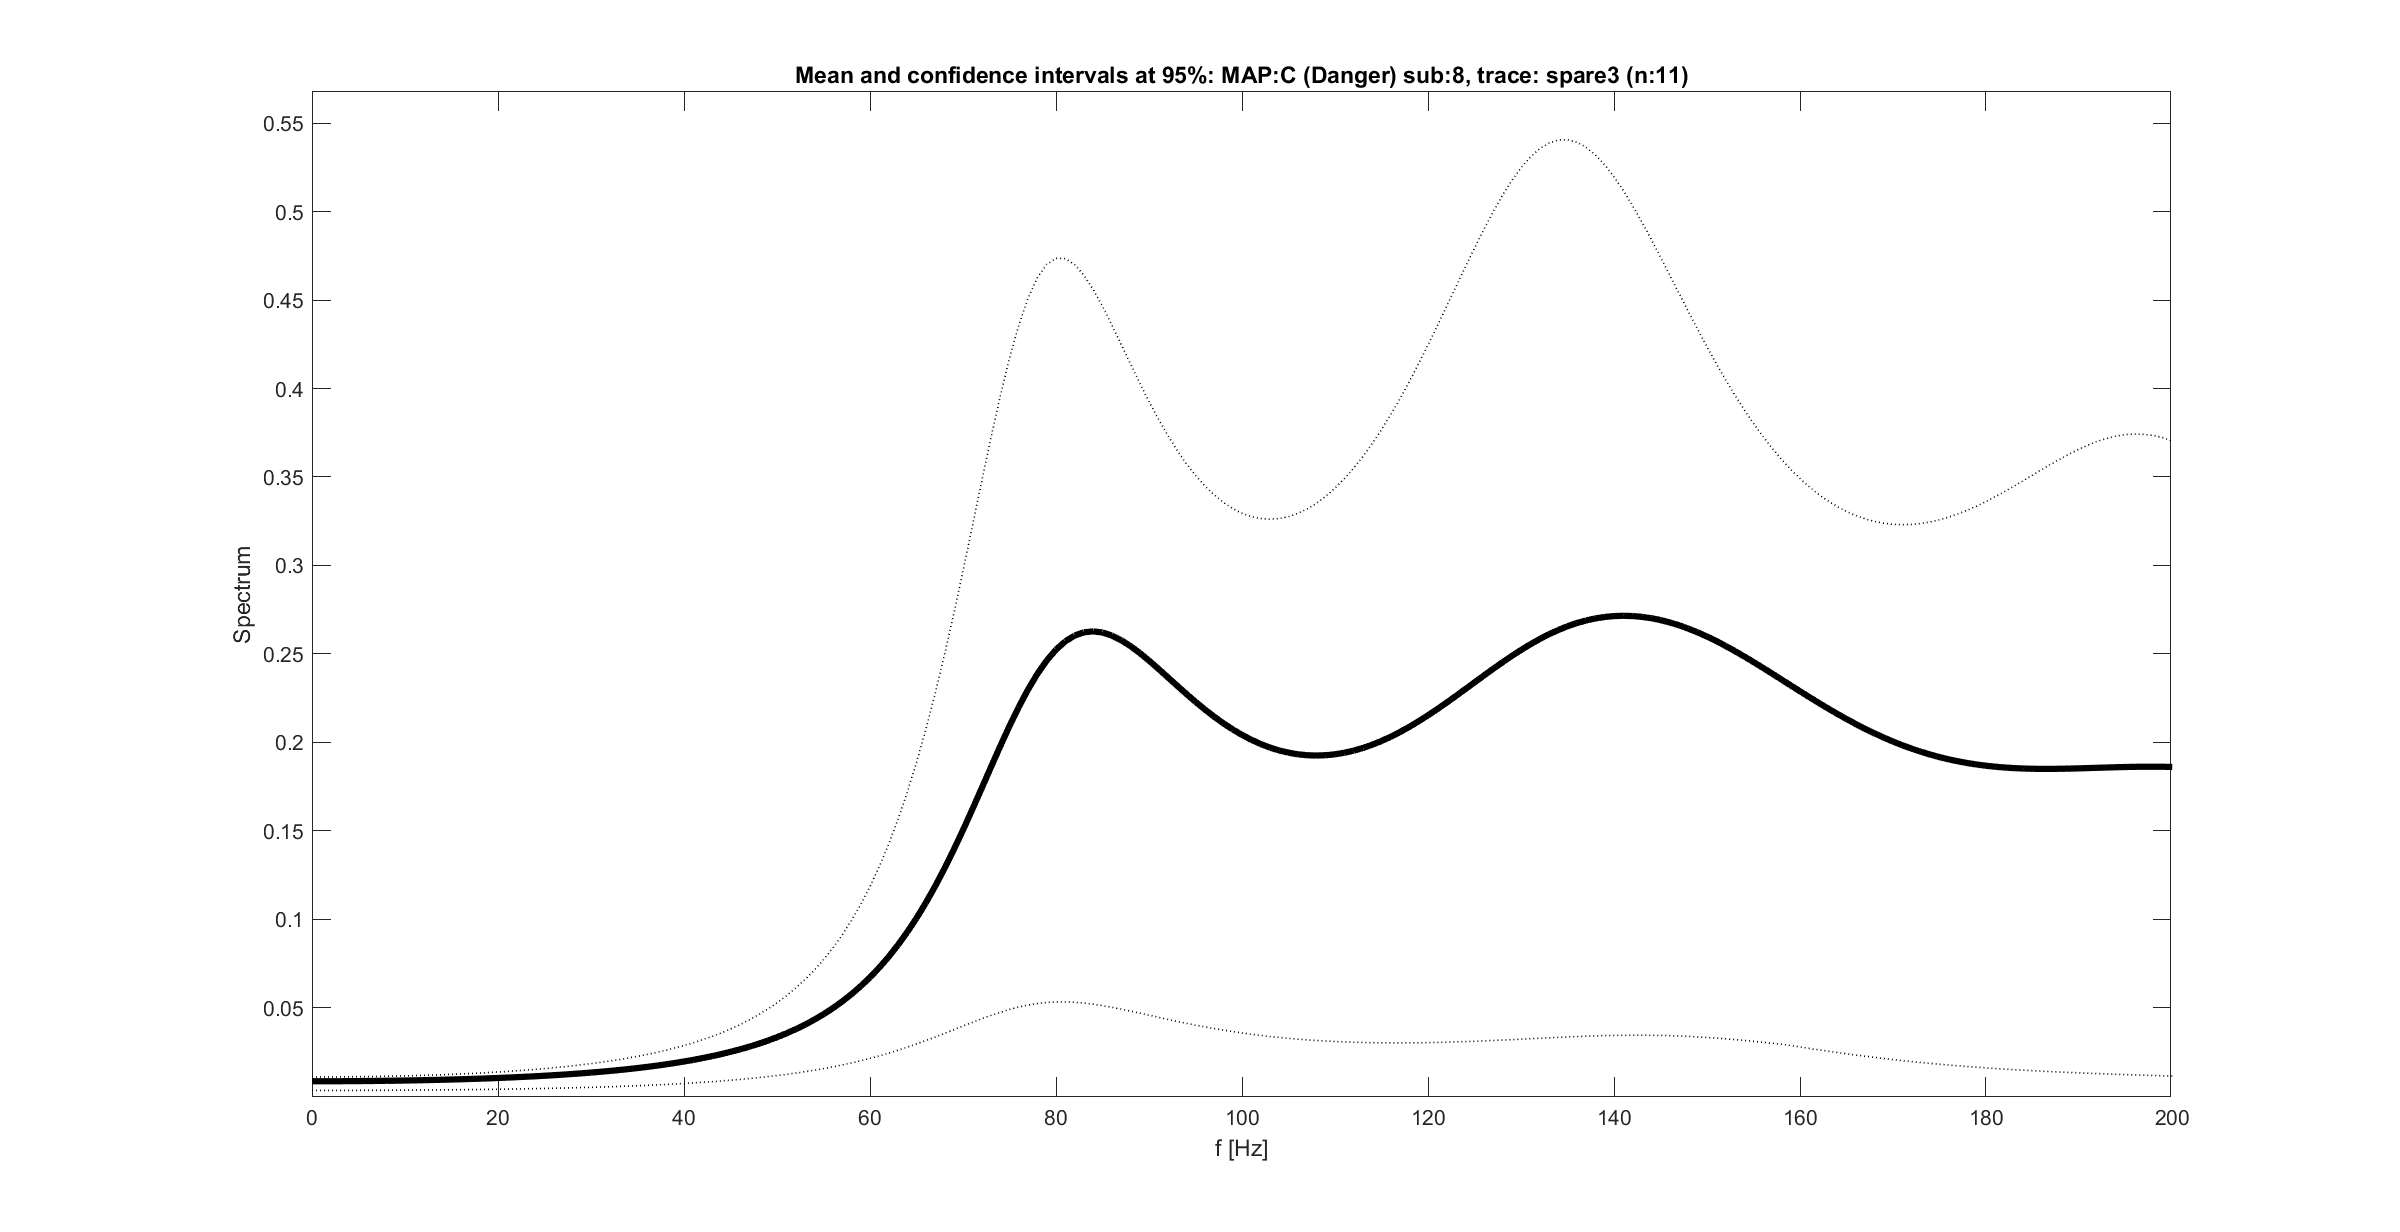 Mean and confidence intervals at 95%: MAP:C (Danger) sub:8, trace: spare3 (n:11)
0.55
0.5
0.45
0.4
0.35
0.3
0.25
0.2
0.15
0.1
0.05
Spectrum
0 20 40 60 80 100 120 140 160 180 200
f [Hz]